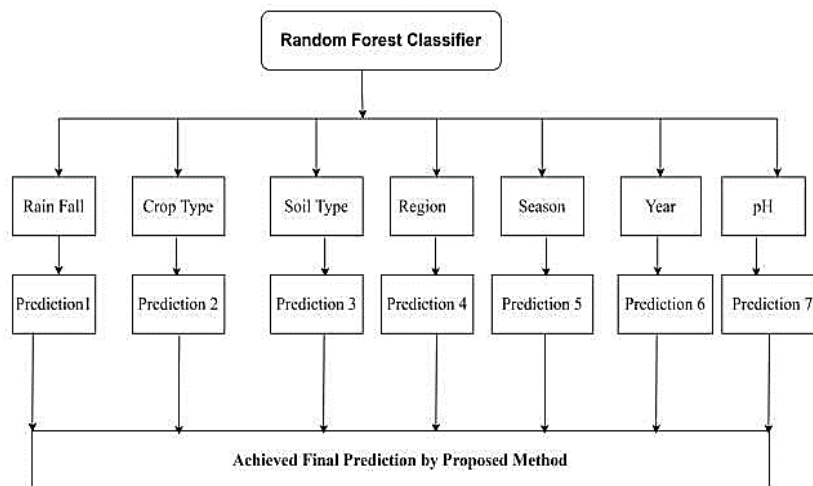 Random Forest Classifier
Rain Fall
Crop Type
Soil Type
Region
Season
Year
pH
Prediction1
Prediction 2
Prediction 3
Prediction 4
Prediction 5
Prediction 6
Prediction 7
Achieved Final Prediction by Proposed Method